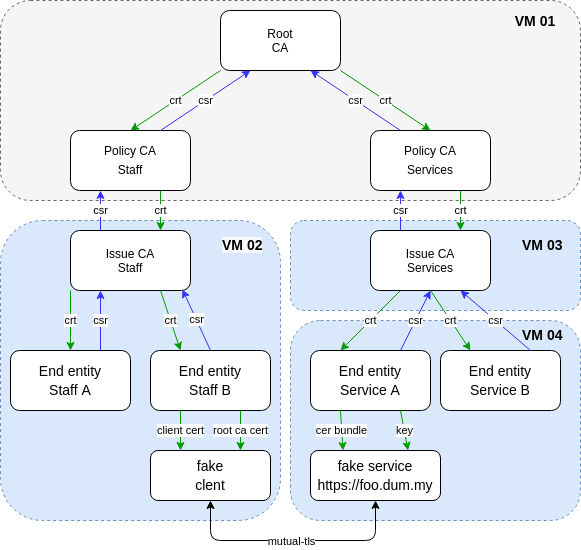 VM 01
Root
CA
crt
csr
csr
crt
Policy CA
Staff
Policy CA
Services
csr
crt
csr
crt
VM 02
Issue CA
Staff
VM 03
Issue CA
Services
crt
csr
crt
csr
crt
csr
crt
csr
VM 04
End entity
Staff A
End entity
Staff B
End entity
Service A
End entity
Service B
client cert
root ca cert
cer bundle
key
fake
clent
fake service
https://foo.dum.my
mutual-tls